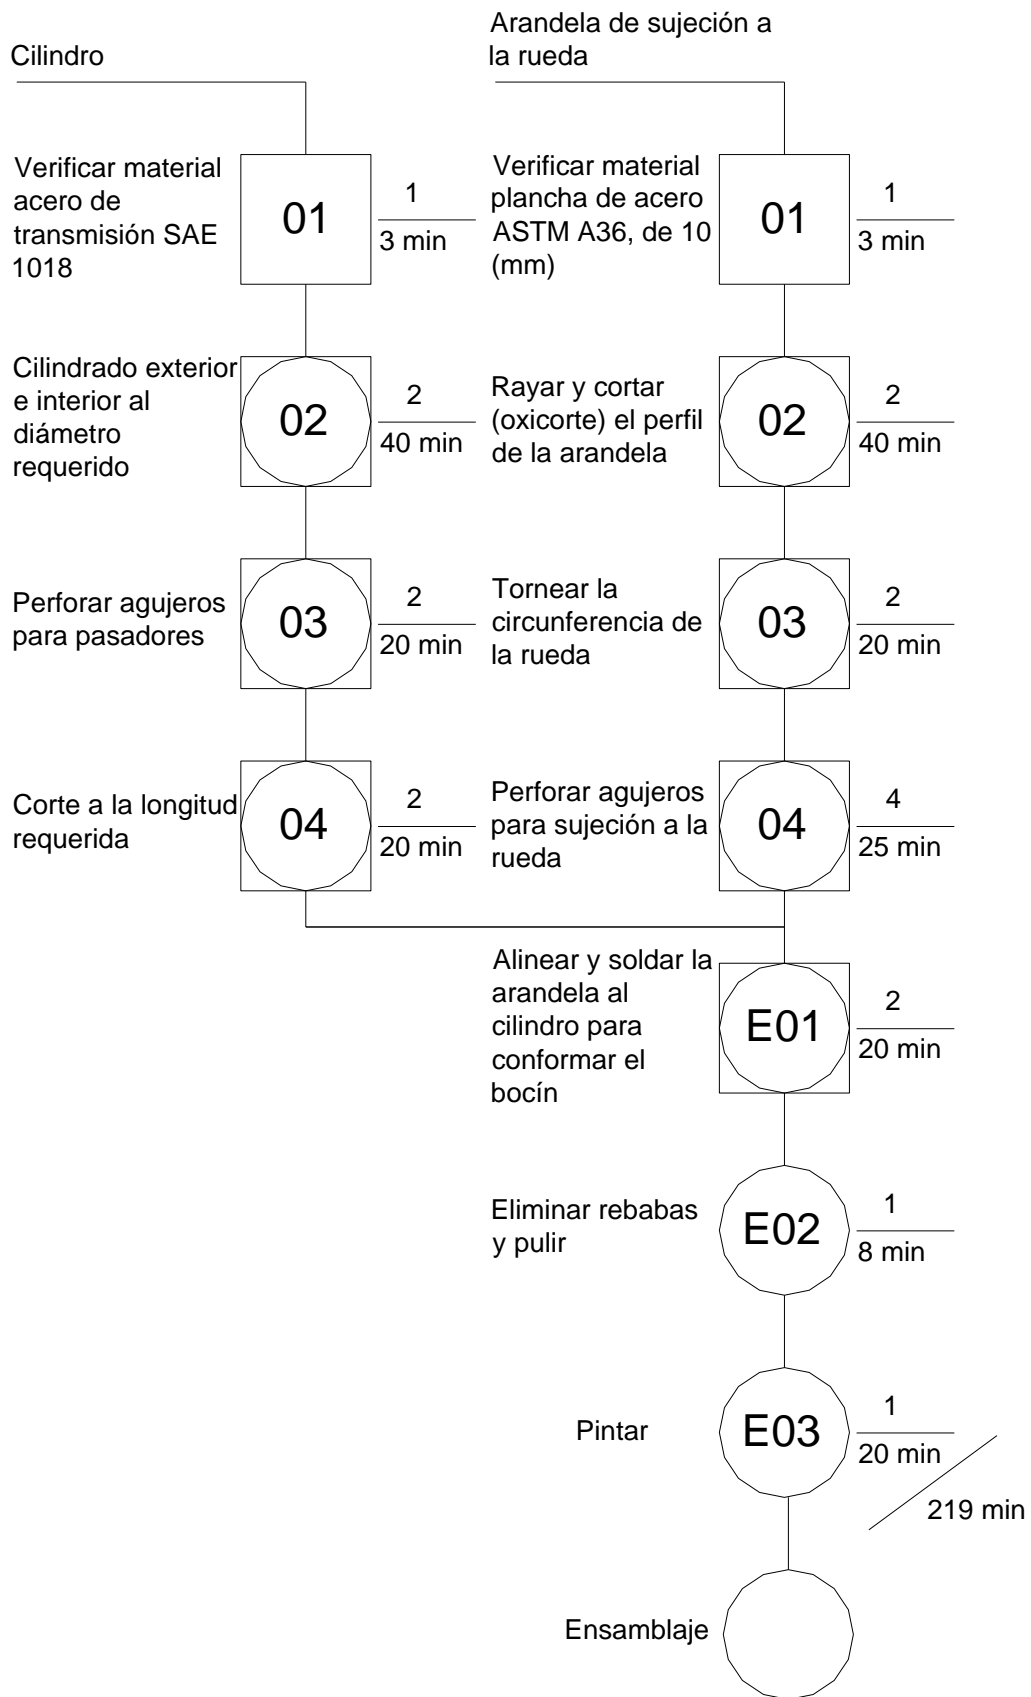 Cilindro
Arandela de sujeción a
la rueda
Verificar material
acero de
transmisión SAE
1018
01
1
3 min
Verificar material
plancha de acero
ASTM A36, de 10
(mm)
01
1
3 min
Cilindrado exterior
e interior al
diámetro
requerido
02
2
40 min
Rayar y cortar
(oxicorte) el perfil
de la arandela
02
2
40 min
Perforar agujeros
para pasadores
03
2
20 min
Tornear la
circunferencia de
la rueda
03
2
20 min
Corte a la longitud
requerida
04
2
20 min
Perforar agujeros
para sujeción a la
rueda
04
4
25 min
Alinear y soldar la
arandela al
cilindro para
conformar el
bocín
E01
2
20 min
Eliminar rebabas
y pulir
E02
1
8 min
Pintar
E03
1
20 min
219 min
Ensamblaje